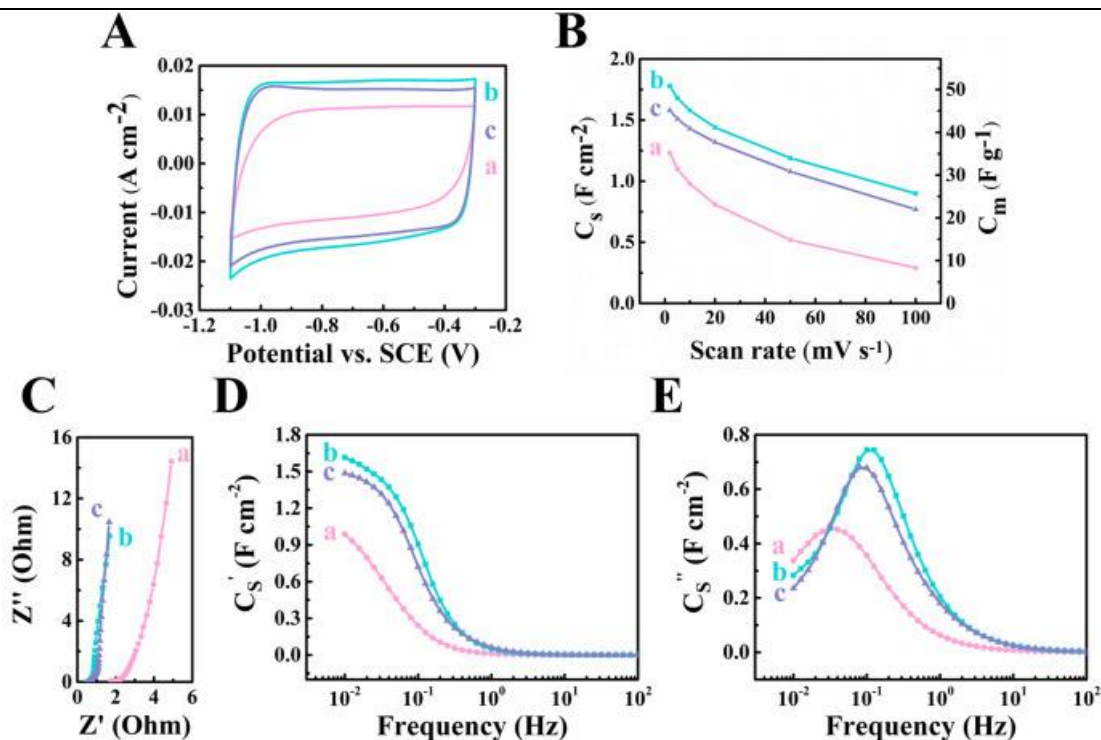 A
Current (A cm-2)
0.02
0.01
0.00
-0.01
-0.02
-0.03
-1.2 -1.0 -0.8 -0.6 -0.4 -0.2
Potential vs. SCE (V)
b
c
a
B
Cs (F cm-2)
2.0
1.5
1.0
0.5
0.0
b
c
a
50
40
30
20
10
0
Cm (F g-1)
0 20 40 60 80 100
Scan rate (mV s-1)
C
Z'' (Ohm)
16
12
8
4
0
a
c
b
0 2 4 6
Z' (Ohm)
D
Cs' (F cm-2)
1.8
1.5
1.2
0.9
0.6
0.3
0.0
b
c
a
10-2 10-1 100 101 102
Frequency (Hz)
E
Cs'' (F cm-2)
0.8
0.6
0.4
0.2
0.0
a
b
c
10-2 10-1 100 101 102
Frequency (Hz)